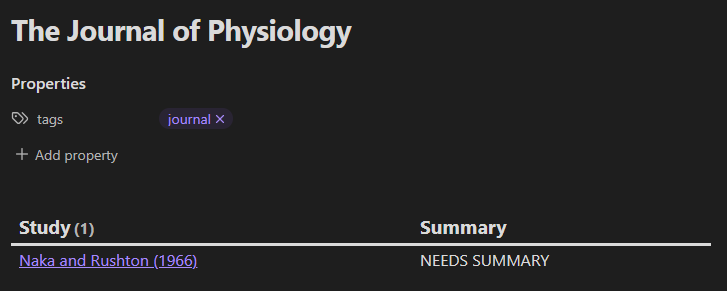 The Journal of Physiology
Properties
tags journal ×
+ Add property
Study (1) Summary
Naka and Rushton (1966) NEEDS SUMMARY